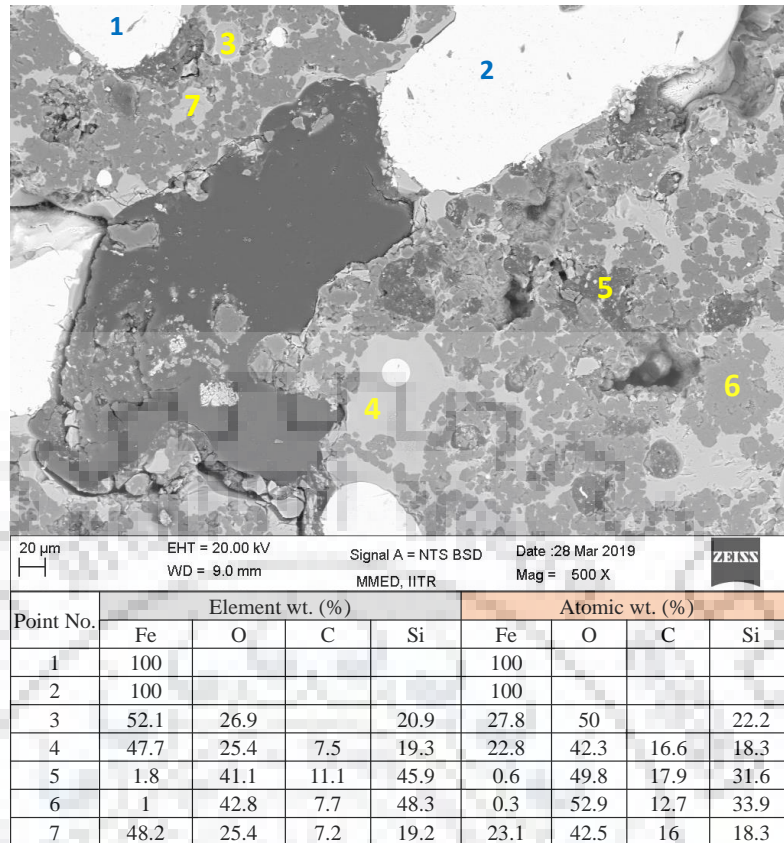 1
3
2
7
5
6
4
20 µm
EHT = 20.00 kV
Signal A = NTS BSD
Date :28 Mar 2019
ZEISS
WD = 9.0 mm
MMED, IITR
Mag = 500 X
Point No. Element wt. (%) Atomic wt. (%)
Fe O C Si Fe O C Si
1 100 100
2 100 100
3 52.1 26.9 20.9 27.8 50 22.2
4 47.7 25.4 7.5 19.3 22.8 42.3 16.6 18.3
5 1.8 41.1 11.1 45.9 0.6 49.8 17.9 31.6
6 1 42.8 7.7 48.3 0.3 52.9 12.7 33.9
7 48.2 25.4 7.2 19.2 23.1 42.5 16 18.3